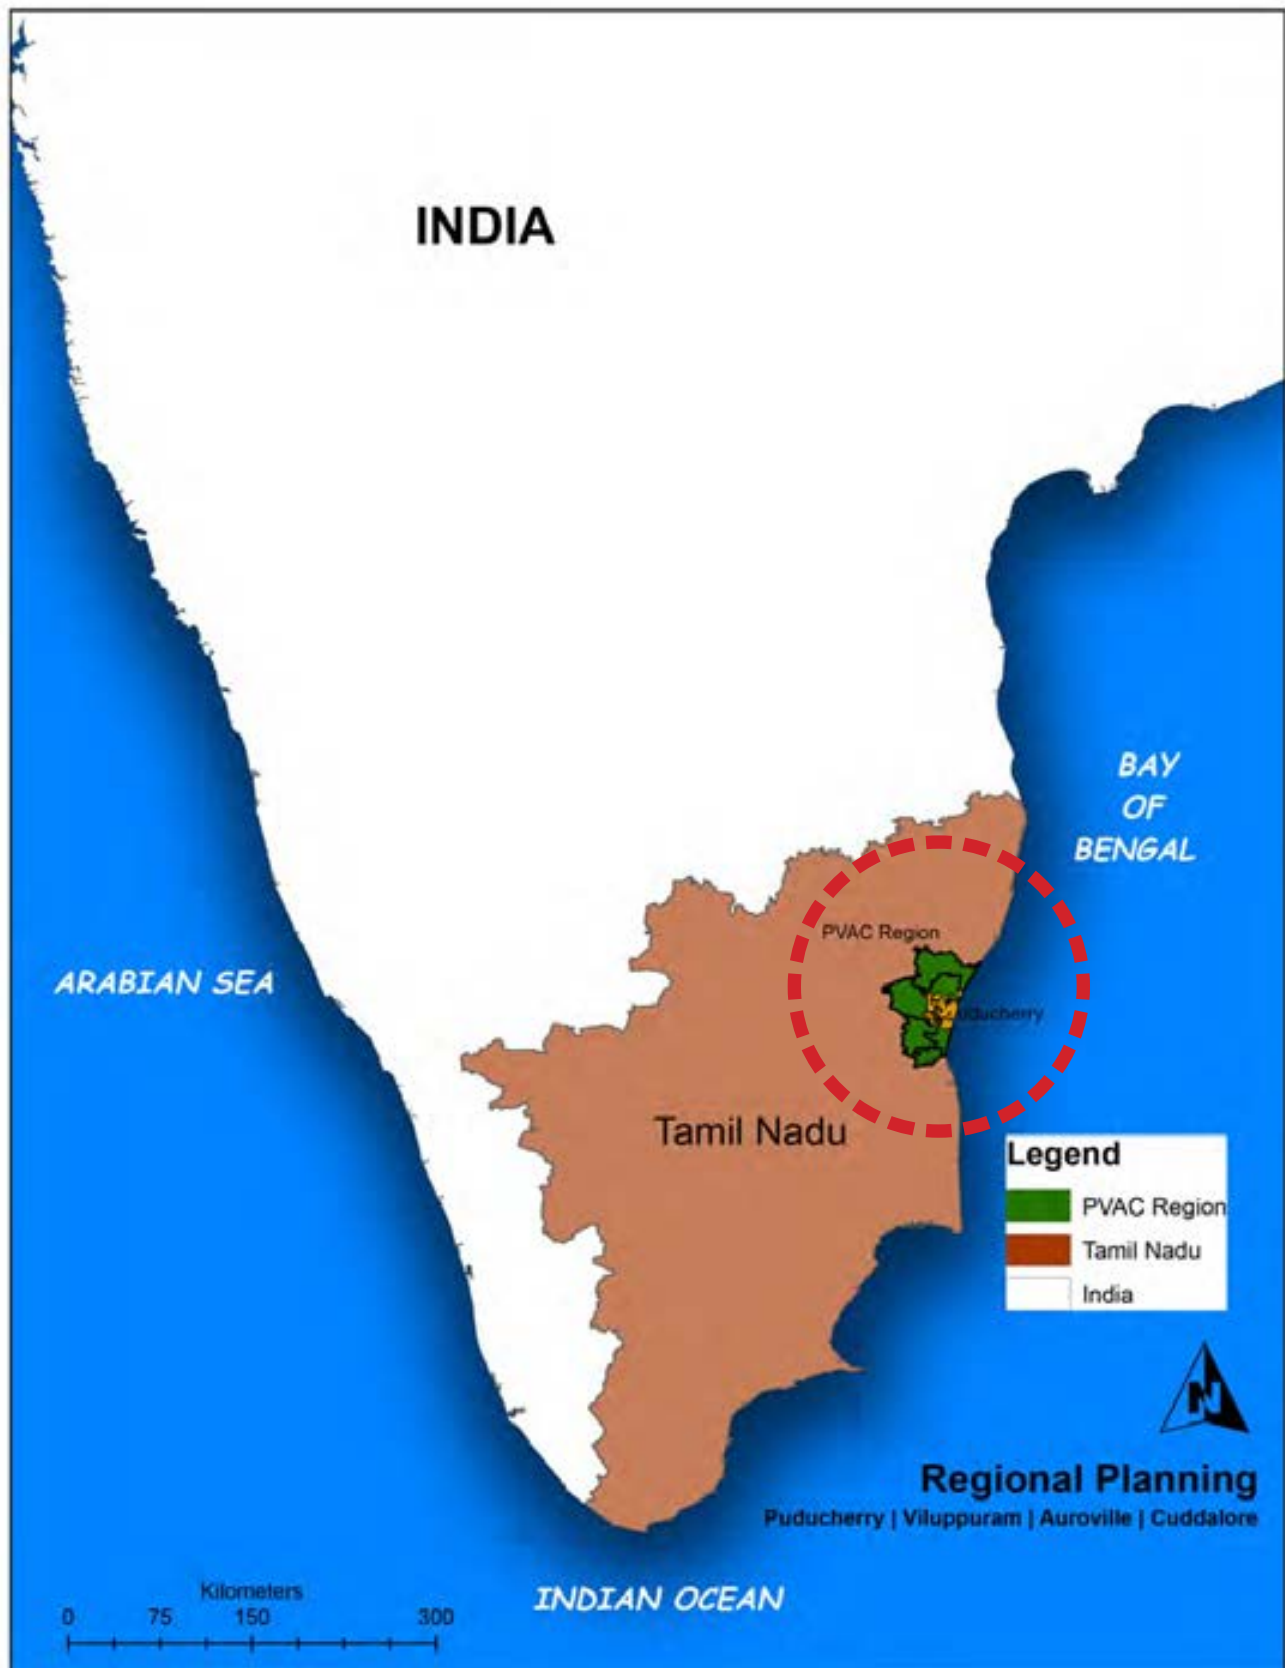 INDIA
BAY
OF
BENGAL
PVAC Region
ARABIAN SEA
uducherry
Tamil Nadu
Legend
PVAC Region
Tamil Nadu
India
N
Regional Planning
Puducherry | Viluppuram | Auroville | Cuddalore
INDIAN OCEAN
Kilometers
0 75 150 300